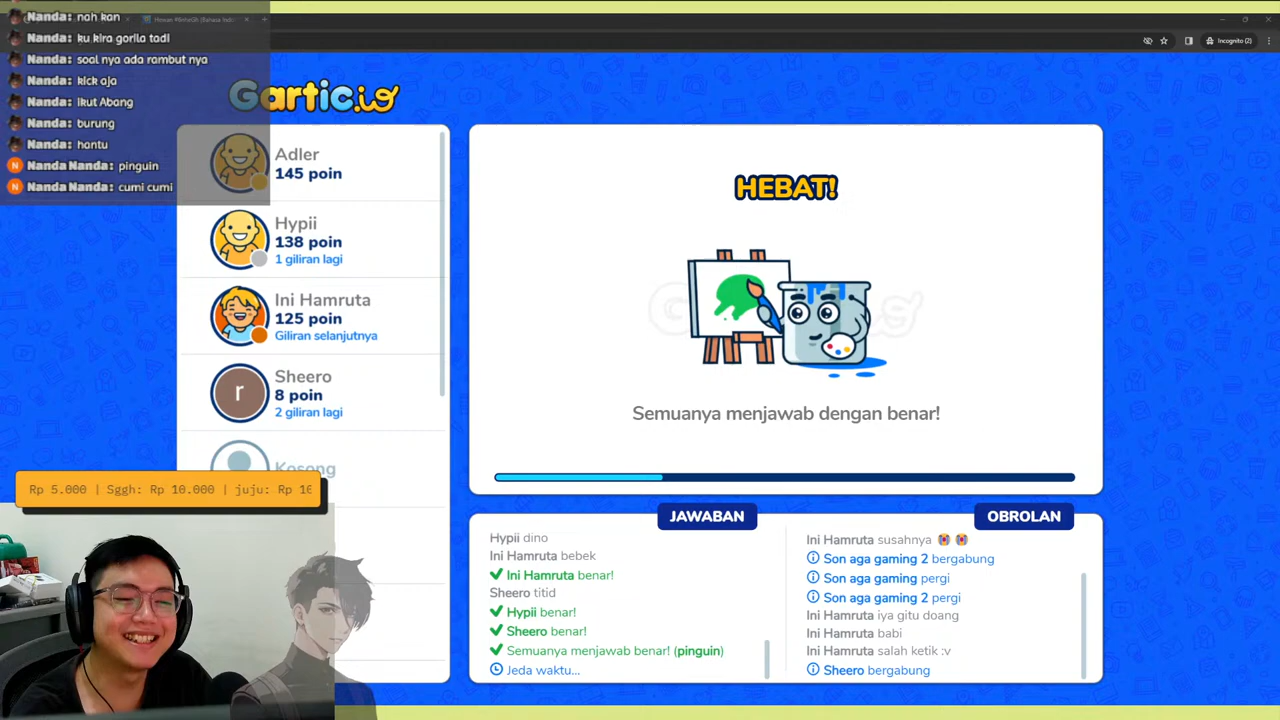 Nanda: nah kan
Nanda: ku kira gorila tadi
Nanda: soal nya ada rambut nya
Nanda: kick aja
Nanda: Ikut Abang
Nanda: burung
Nanda: hantu
N Nanda Nanda: pinguin
N Nanda Nanda: cumi cumi
Incognito (2)
Gartic.io
Adler
145 poin
Hypii
138 poin
1 giliran lagi
Ini Hamruta
125 poin
Giliran selanjutnya
r
Sheero
8 poin
2 giliran lagi
Kosong
HEBAT!
Semuanya menjawab dengan benar!
Rp 5.000 | Sggh: Rp 10.000 | juju: Rp 10
JAWABAN
Hypii dino
Ini Hamruta bebek
Ini Hamruta benar!
Sheero titid
Hypii benar!
Sheero benar!
Semuanya menjawab benar! (pinguin)
Jeda waktu...
OBROLAN
Ini Hamruta susahnya
Son aga gaming 2 bergabung
Son aga gaming pergi
Son aga gaming 2 pergi
Ini Hamruta iya gitu doang
Ini Hamruta babi
Ini Hamruta salah ketik :v
Sheero bergabung